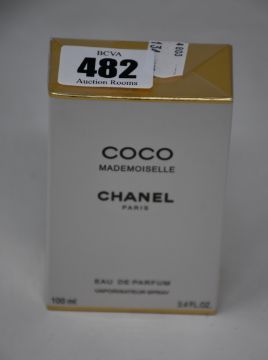 BCVA
482
Auction Rooms
COCO
MADEMOISELLE
CHANEL
PARIS
EAU DE PARFUM
VAPORISATEUR SPRAY
100 ml 3.4 FL.OZ.